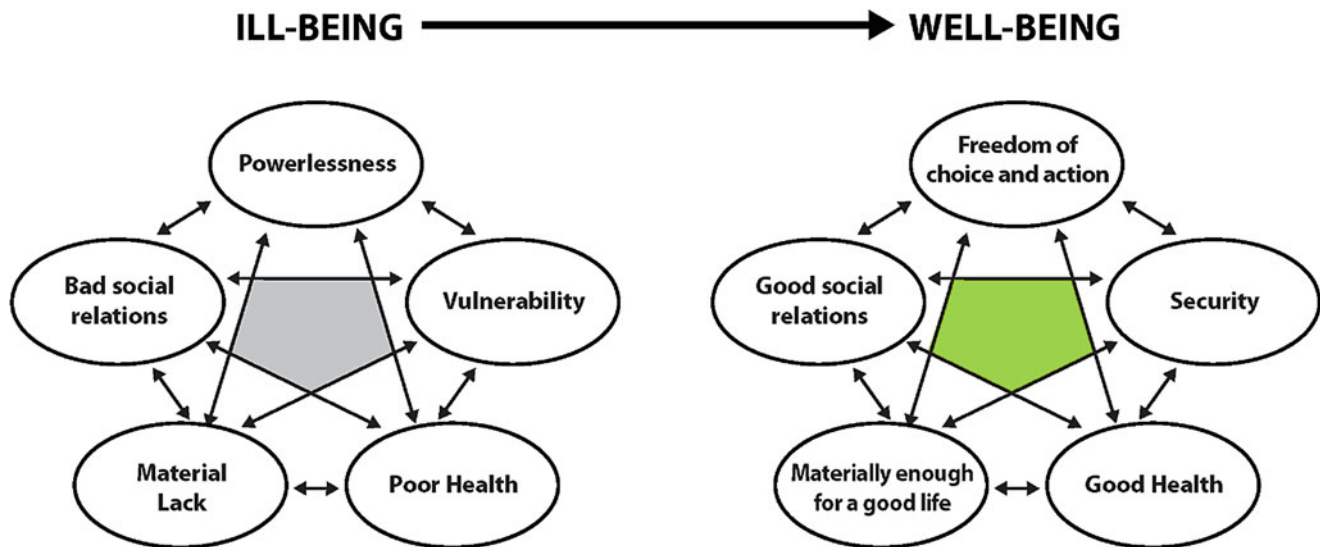 ILL-BEING
WELL-BEING
Powerlessness
Bad social
relations
Vulnerability
Material
Lack
Poor Health
Freedom of
choice and action
Good social
relations
Security
Materially enough
for a good life
Good Health